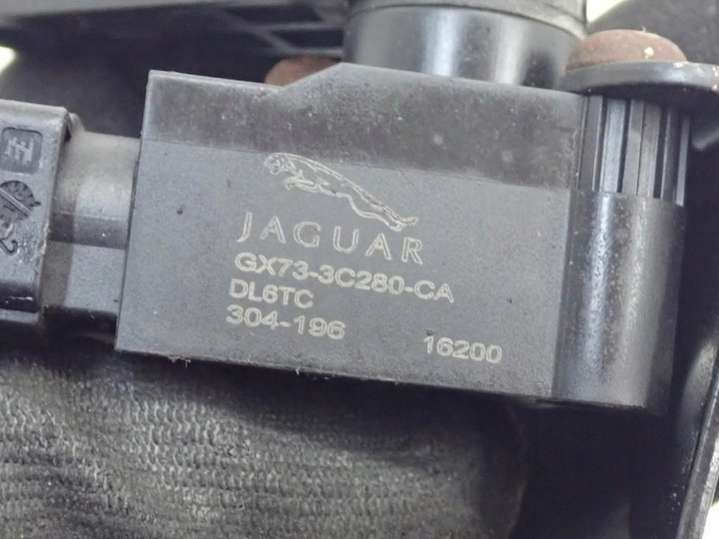 JAGUAR
GX73-3C280-CA
DL6TC
304-196 16200